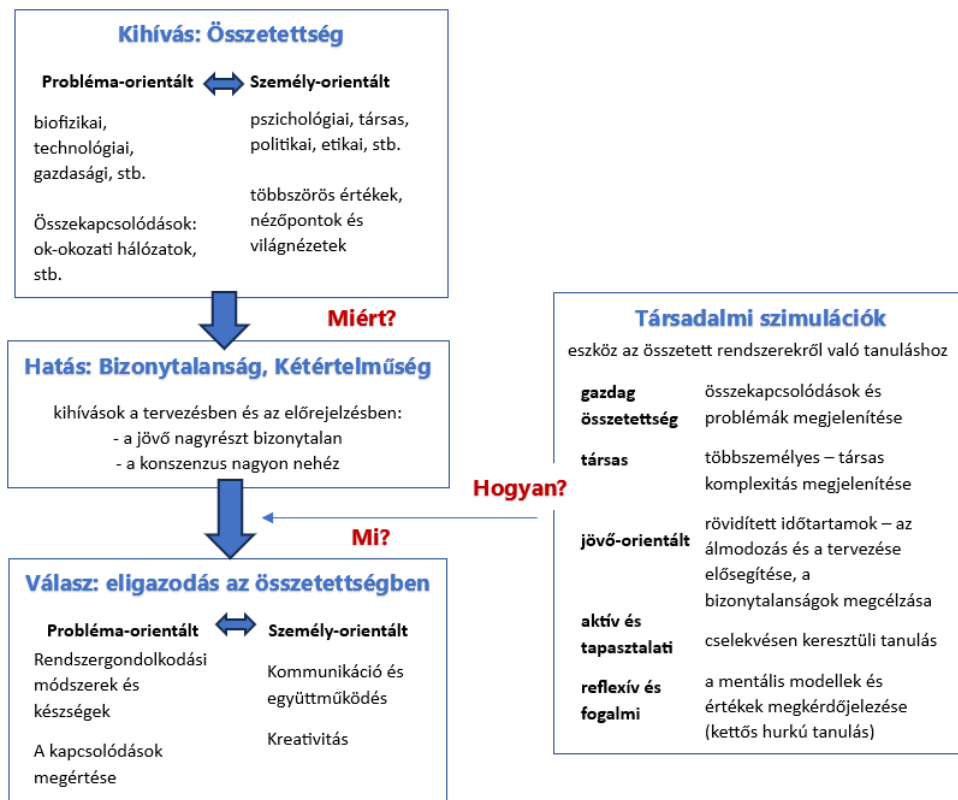 Kihívás: Összetettség
Probléma-orientált
Személy-orientált
biofizikai,
technológiai,
gazdasági, stb.
Összekapcsolódások:
ok-okozati hálózatok,
stb.
pszichológiai, társas,
politikai, etikai, stb.
többszörös értékek,
nézőpontok és
világnézetek
Miért?
Hatás: Bizonytalanság, Kétértelműség
kihívások a tervezésben és az előrejelzésben:
- a jövő nagyrészt bizonytalan
- a konszenzus nagyon nehéz
Hogyan?
Mi?
Válasz: eligazodás az összetettségben
Probléma-orientált
Személy-orientált
Rendszergondolkodási
módszerek és
készségek
A kapcsolódások
megértése
Kommunikáció és
együttműködés
Kreativitás
Társadalmi szimulációk
eszköz az összetett rendszerekről való tanuláshoz
gazdag
összetettség
összekapcsolódások és
problémák megjelenítése
társas
többszemélyes – társas
komplexitás megjelenítése
jövő-orientált
rövidített időtartamok – az
álmodozás és a tervezése
elősegítése, a
bizonytalanságok megcélzása
aktív és
tapasztalati
cselekvésen keresztüli tanulás
reflexív és
fogalmi
a mentális modellek és
értékek megkérdőjelezése
(kettős hurkú tanulás)